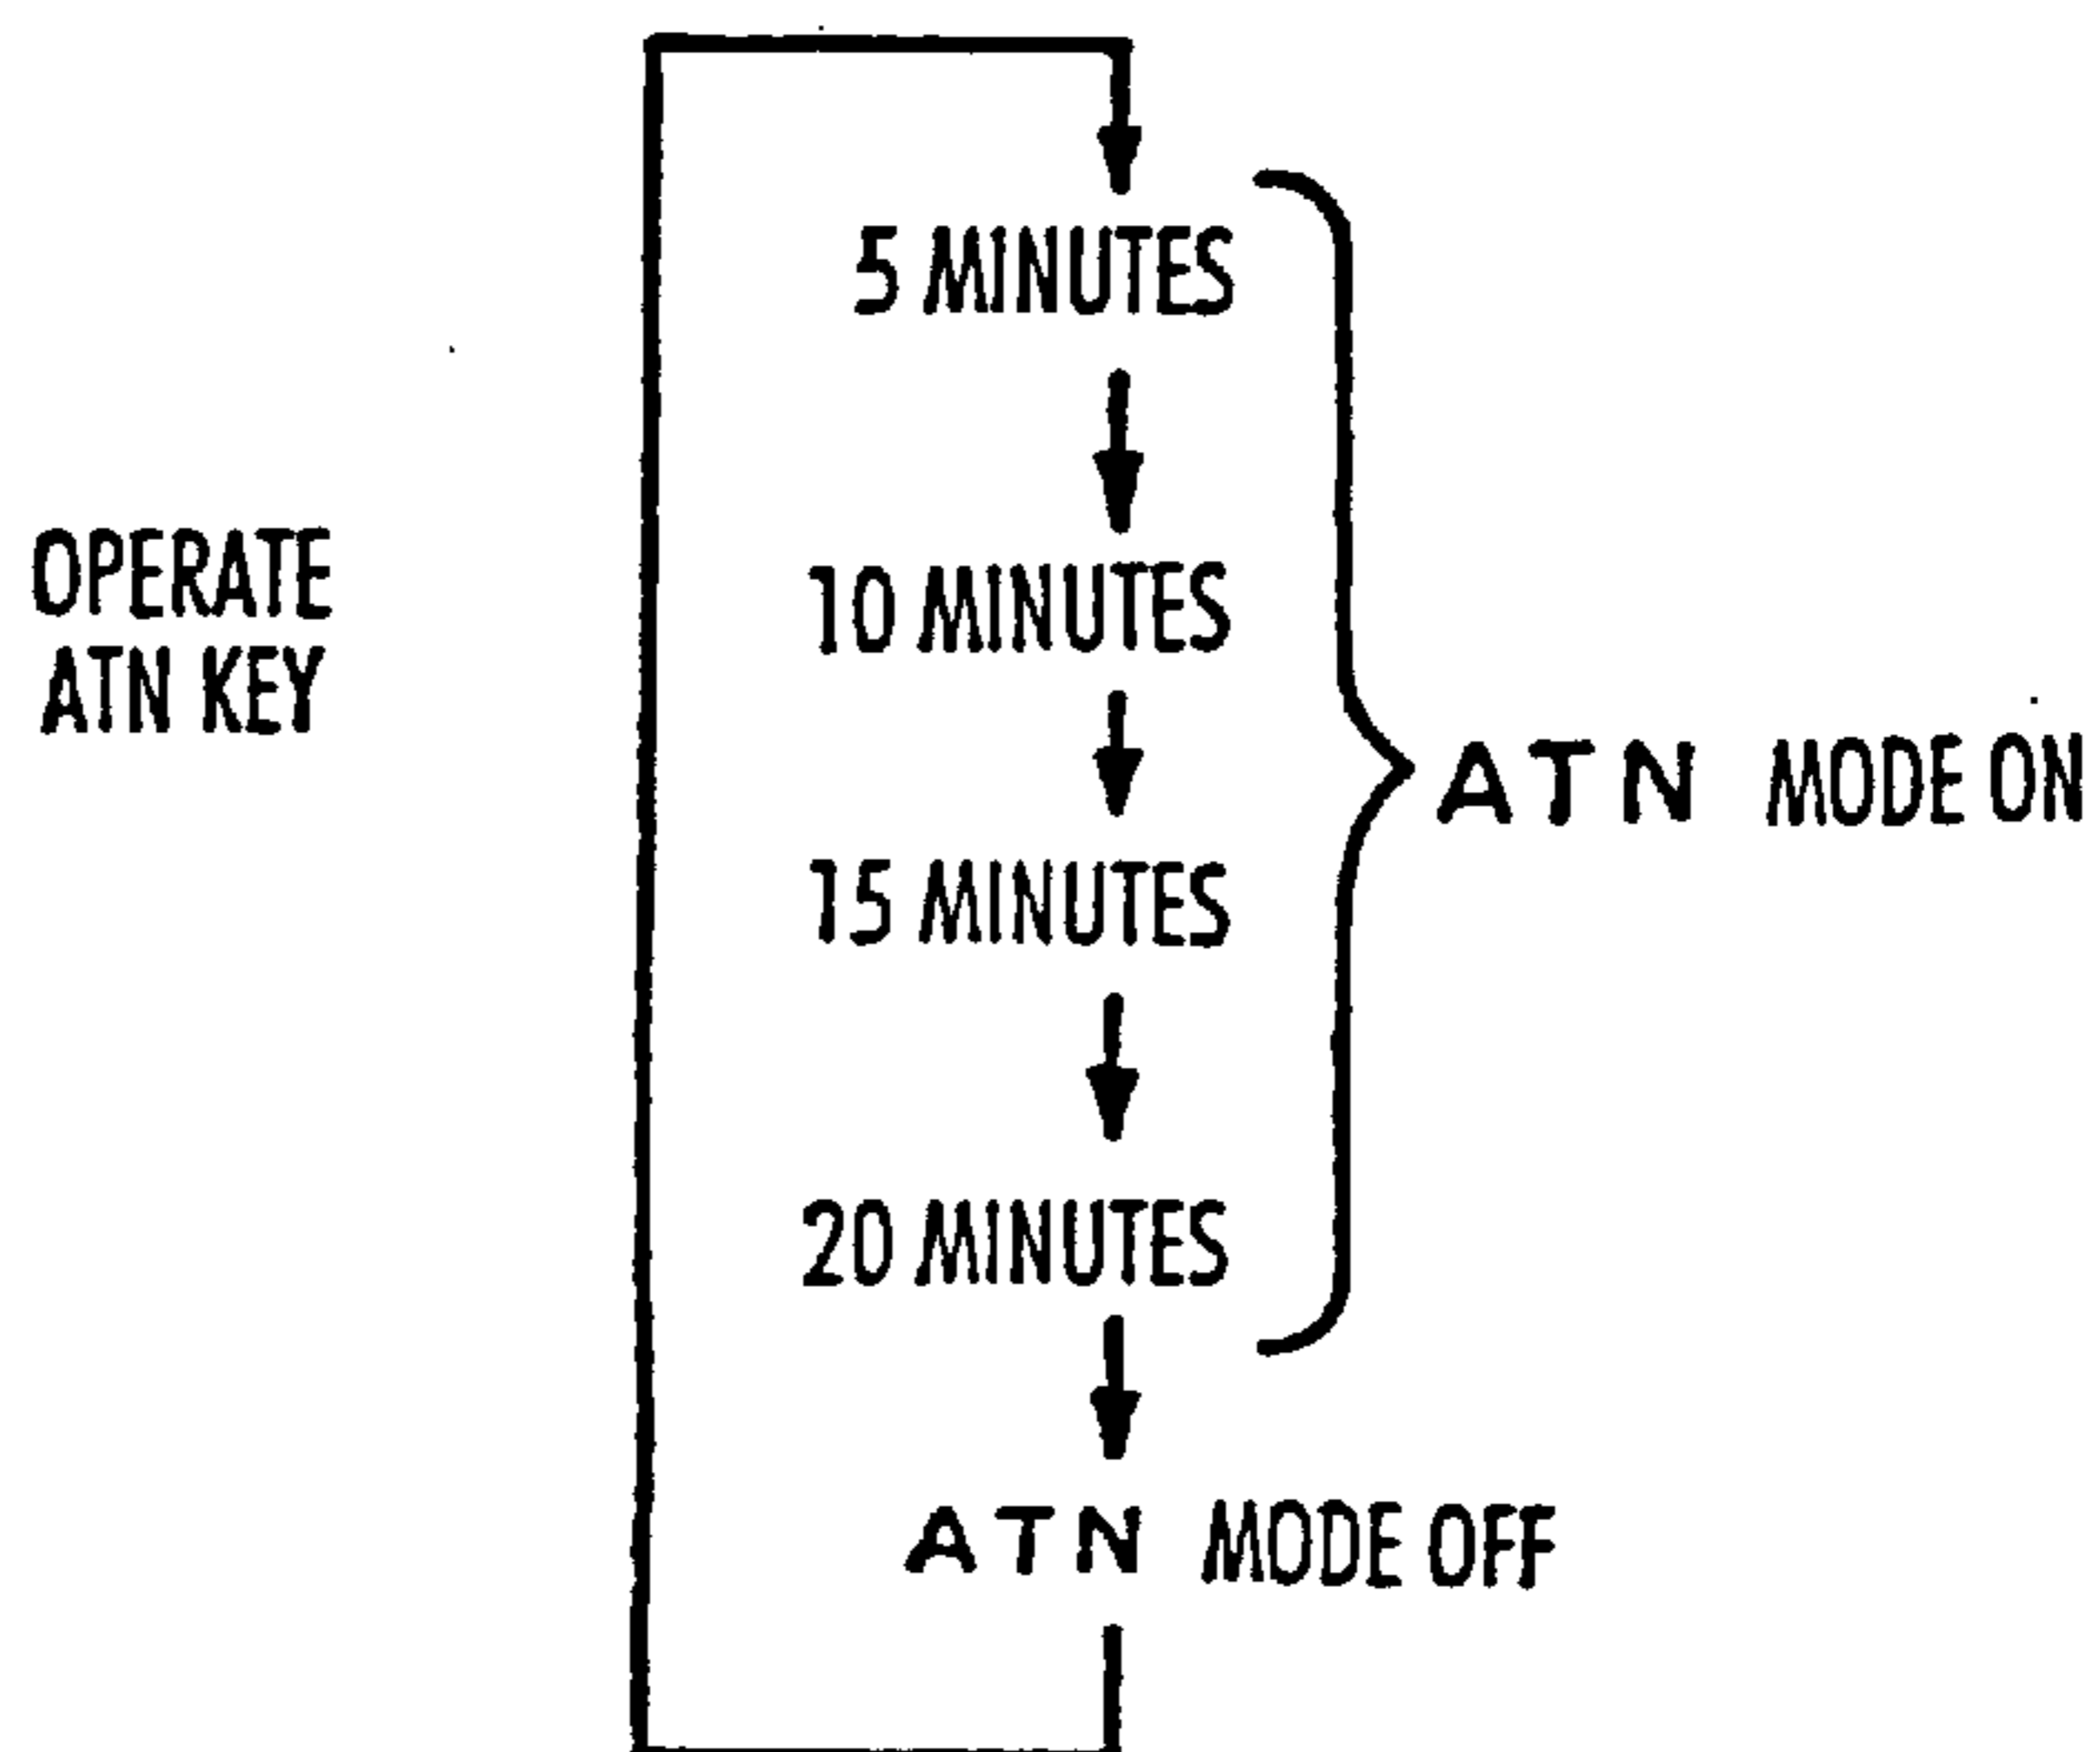 5 MINUTES
10 MINUTES
OPERATE
ATN KEY
ATN MODE ON
15 MINUTES
20 MINUTES
ATN MODE OFF